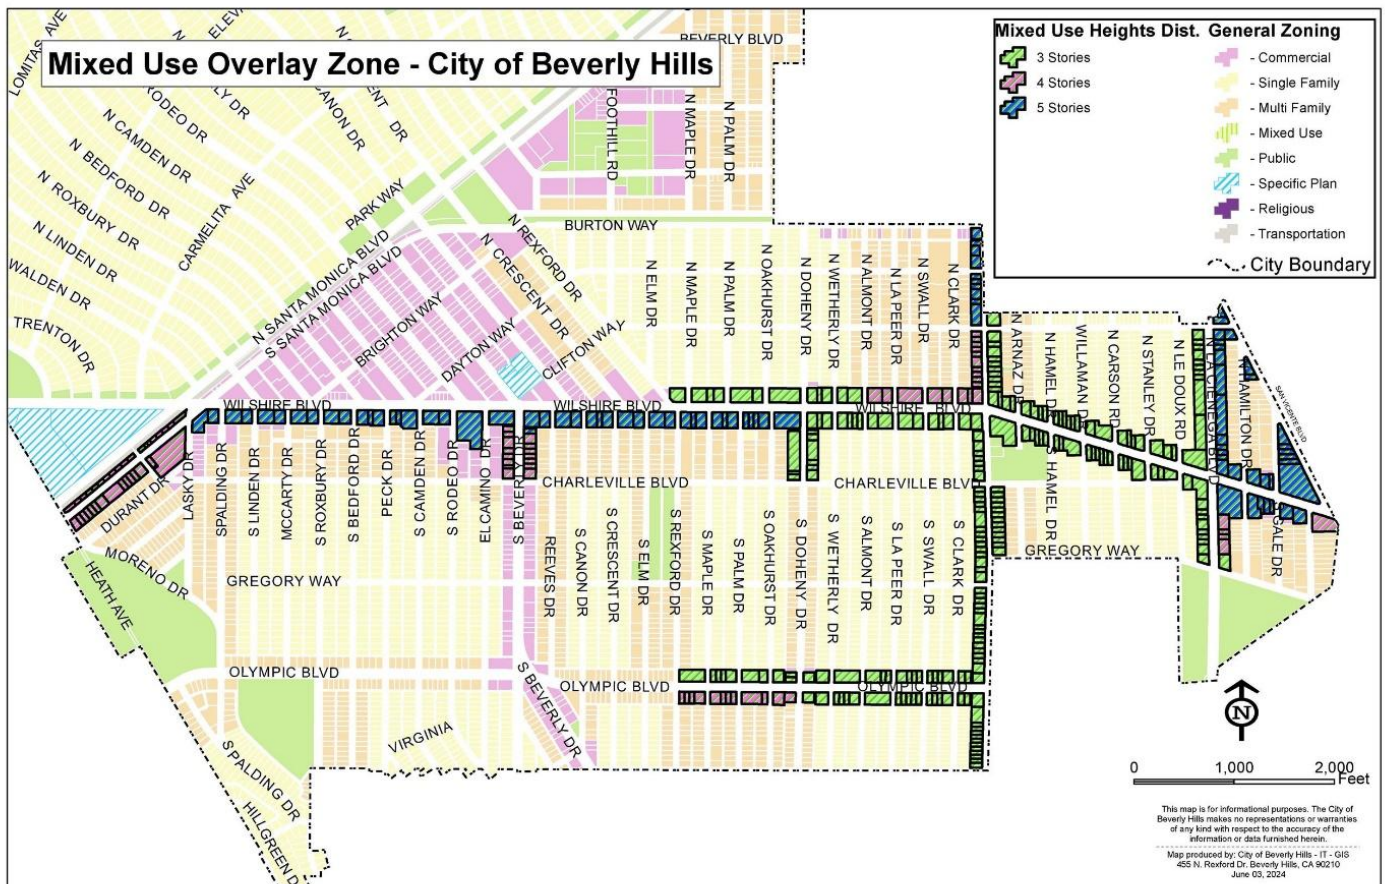 Mixed Use Overlay Zone - City of Beverly Hills
Mixed Use Heights Dist.
3 Stories
4 Stories
5 Stories
General Zoning
- Commercial
- Single Family
- Multi Family
- Mixed Use
- Public
- Specific Plan
- Religious
- Transportation
City Boundary
LOMITAS AVE
BEVERLY BLVD
RODEO DR
CANON DR
N CAMDEN DR
N BEDFORD DR
N ROXBURY DR
N LINDEN DR
WALDEN DR
TRENTON DR
CARMELITA AVE
PARK WAY
N SANTA MONICA BLVD
S SANTA MONICA BLVD
BRIGHTON WAY
DAYTON WAY
CLIFTON WAY
N CRESCENT DR
N REXFORD DR
FOOTHILL RD
N MAPLE DR
N PALM DR
BURTON WAY
N ELM DR
N MAPLE DR
N PALM DR
N OAKHURST DR
N DOHENY DR
N WETHERLY DR
N ALMONT DR
N LA PEER DR
N SWALL DR
N CLARK DR
N ARNAZ DR
N HAMEL DR
WILLAMAN DR
N CARSON RD
N STANLEY DR
N LE DOUX RD
N LA CIENEGA BLVD
HAMILTON DR
SAN VICENTE BLVD
WILSHIRE BLVD
WILSHIRE BLVD
WILSHIRE BLVD
DURANT DR
LASKY DR
SPALDING DR
S LINDEN DR
MCCARTY DR
S ROXBURY DR
S BEDFORD DR
PECK DR
S CAMDEN DR
S RODEO DR
EL CAMINO DR
S BEVERLY DR
CHARLEVILLE BLVD
CHARLEVILLE BLVD
S HAMEL DR
S GALE DR
MORENO DR
HEATH AVE
GREGORY WAY
GREGORY WAY
REEVES DR
S CANON DR
S CRESCENT DR
S ELM DR
S REXFORD DR
S MAPLE DR
S PALM DR
S OAKHURST DR
S DOHENY DR
S WETHERLY DR
S ALMONT DR
S LA PEER DR
S SWALL DR
S CLARK DR
OLYMPIC BLVD
OLYMPIC BLVD
OLYMPIC BLVD
S BEVERLY DR
VIRGINIA
S SPALDING DR
HILLGREEN D
N
0 1,000 2,000
Feet
This map is for informational purposes. The City of
Beverly Hills makes no representations or warranties
of any kind with respect to the accuracy of the
information or data furnished herein.
Map produced by: City of Beverly Hills - IT - GIS
455 N. Rexford Dr. Beverly Hills, CA 90210
June 03, 2024